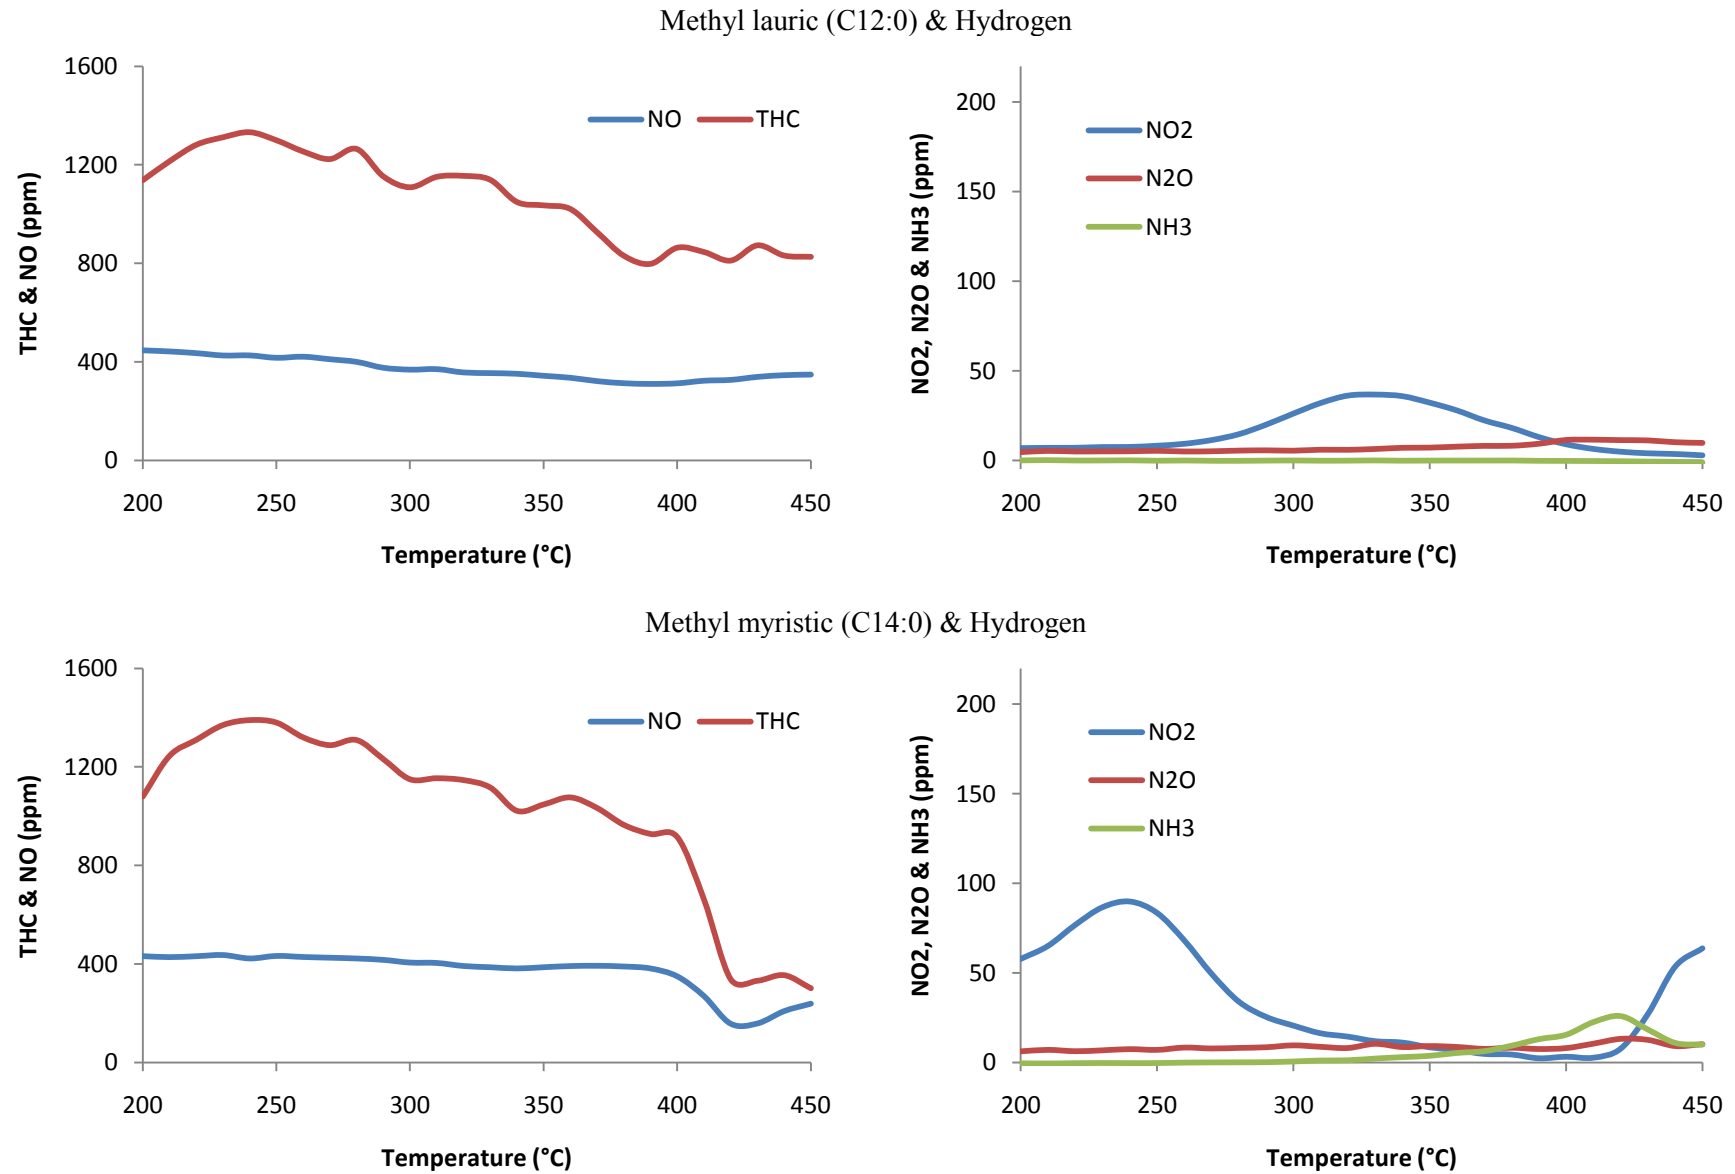 Methyl lauric (C12:0) & Hydrogen
THC & NO (ppm)
1600
1200
800
400
0
NO THC
200 250 300 350 400 450
Temperature (°C)
NO2, N2O & NH3 (ppm)
200
150
100
50
0
NO2
N2O
NH3
200 250 300 350 400 450
Temperature (°C)
Methyl myristic (C14:0) & Hydrogen
THC & NO (ppm)
1600
1200
800
400
0
NO THC
200 250 300 350 400 450
Temperature (°C)
NO2, N2O & NH3 (ppm)
200
150
100
50
0
NO2
N2O
NH3
200 250 300 350 400 450
Temperature (°C)